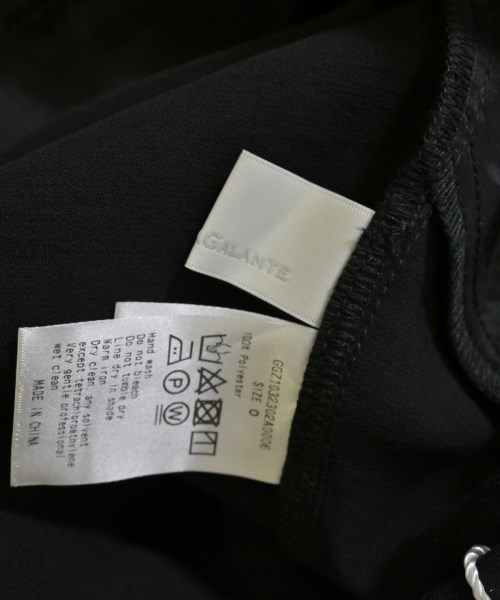 GALANTE
GGZ1032302A0006
SIZE 0
100% Polyester
Hand wash
Do not bleach
Do not tumble dry
Line dry in shade
Warm iron
Dry clean any solvent
except tetrachloroethylene
Very gentle professional
wet clean
MADE IN CHINA